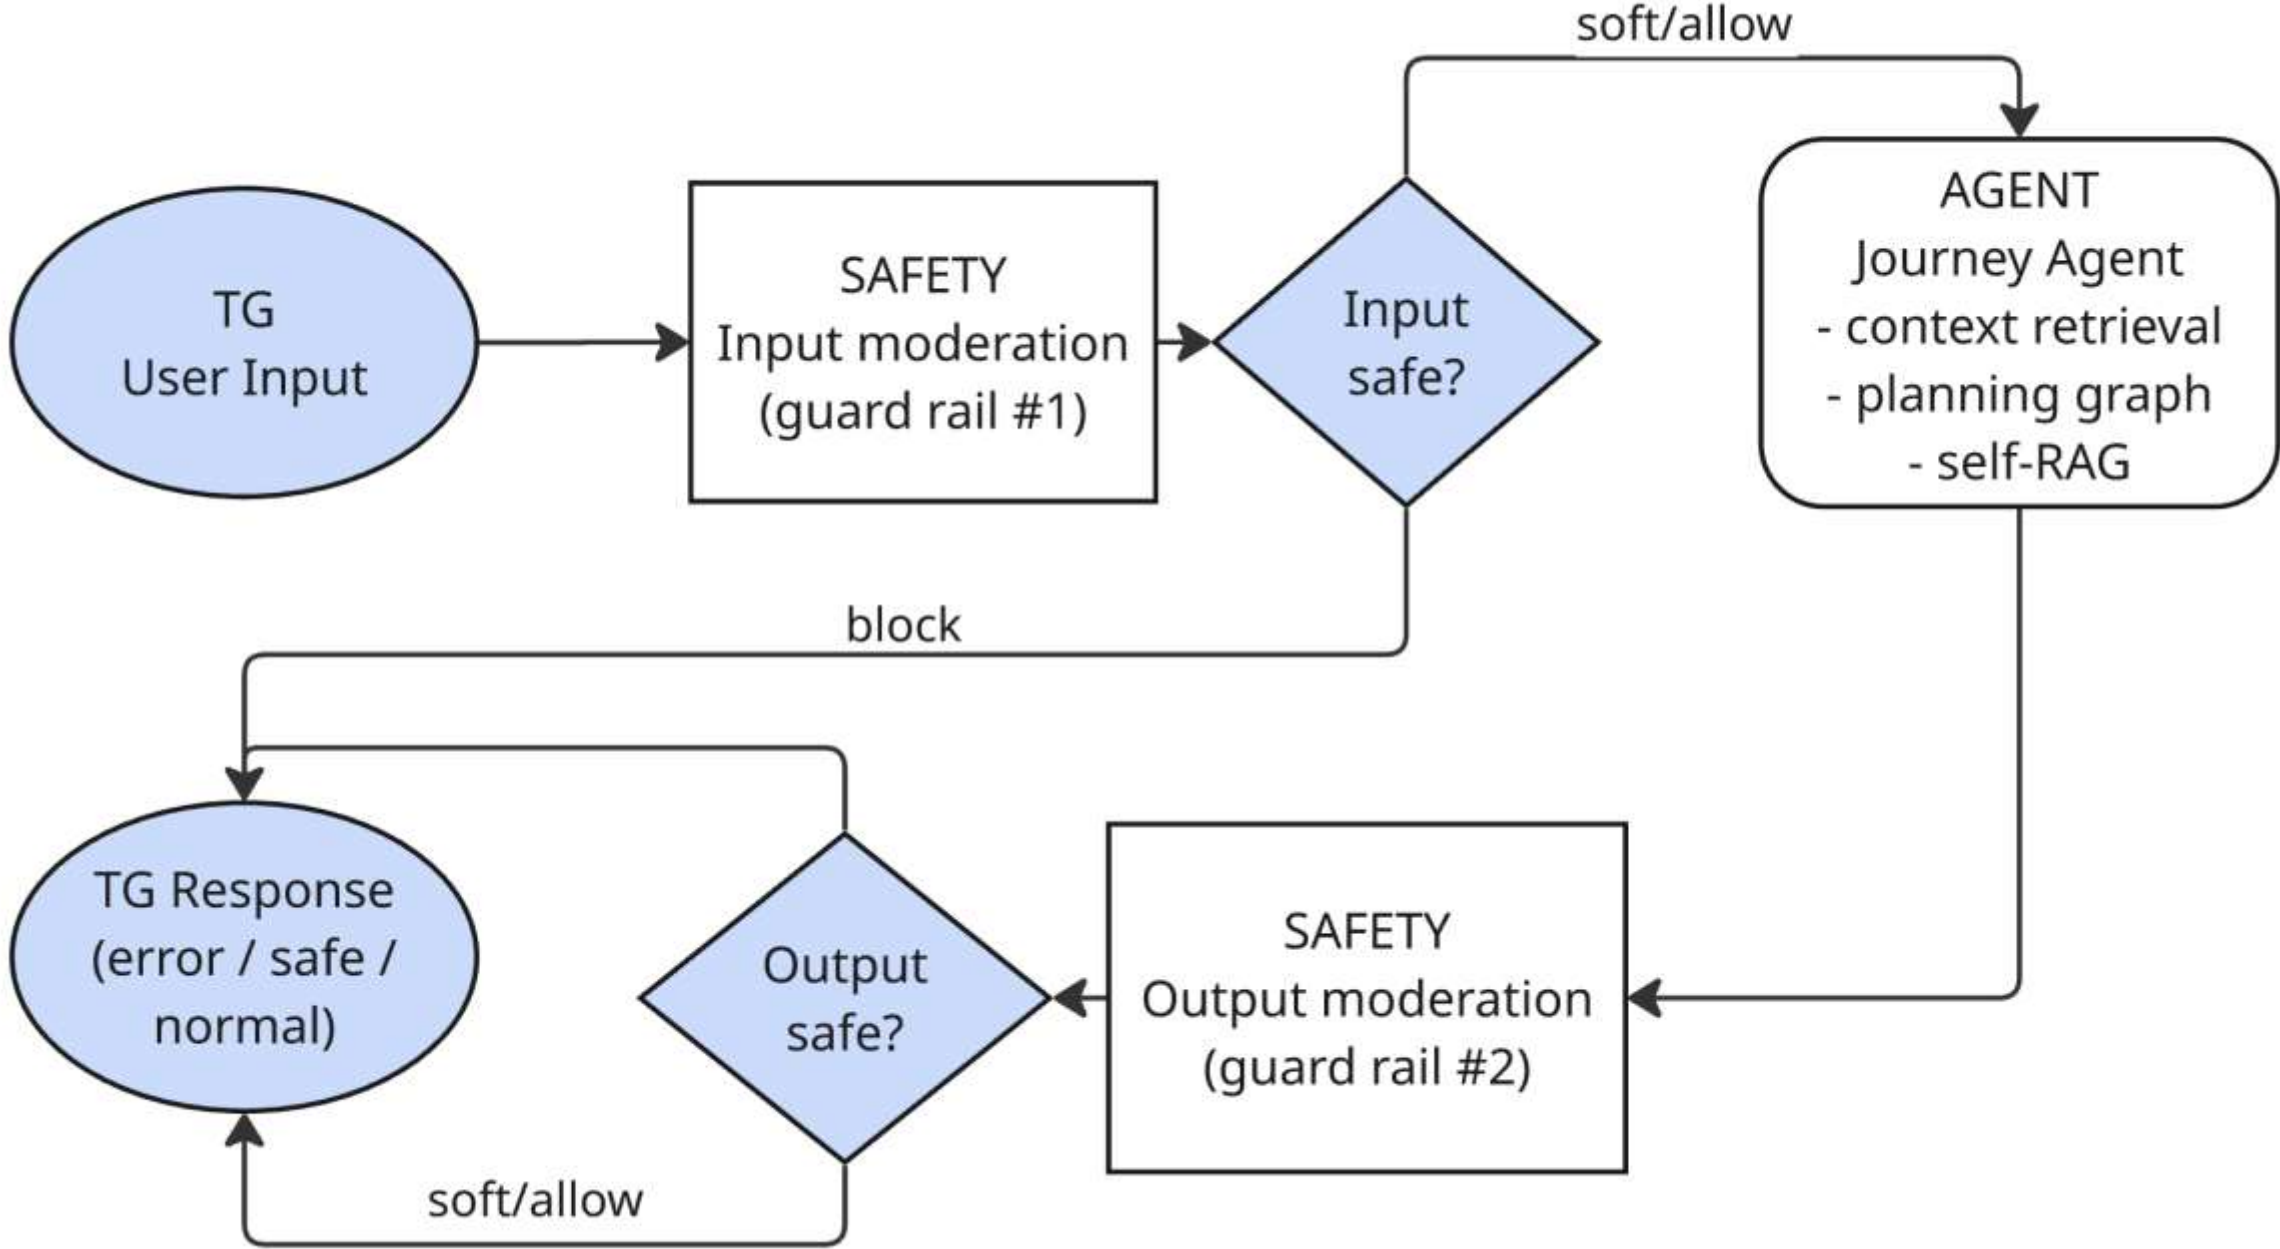 soft/allow
TG
User Input
SAFETY
Input moderation
(guard rail #1)
Input
safe?
AGENT
Journey Agent
- context retrieval
- planning graph
- self-RAG
block
TG Response
(error / safe /
normal)
Output
safe?
SAFETY
Output moderation
(guard rail #2)
soft/allow